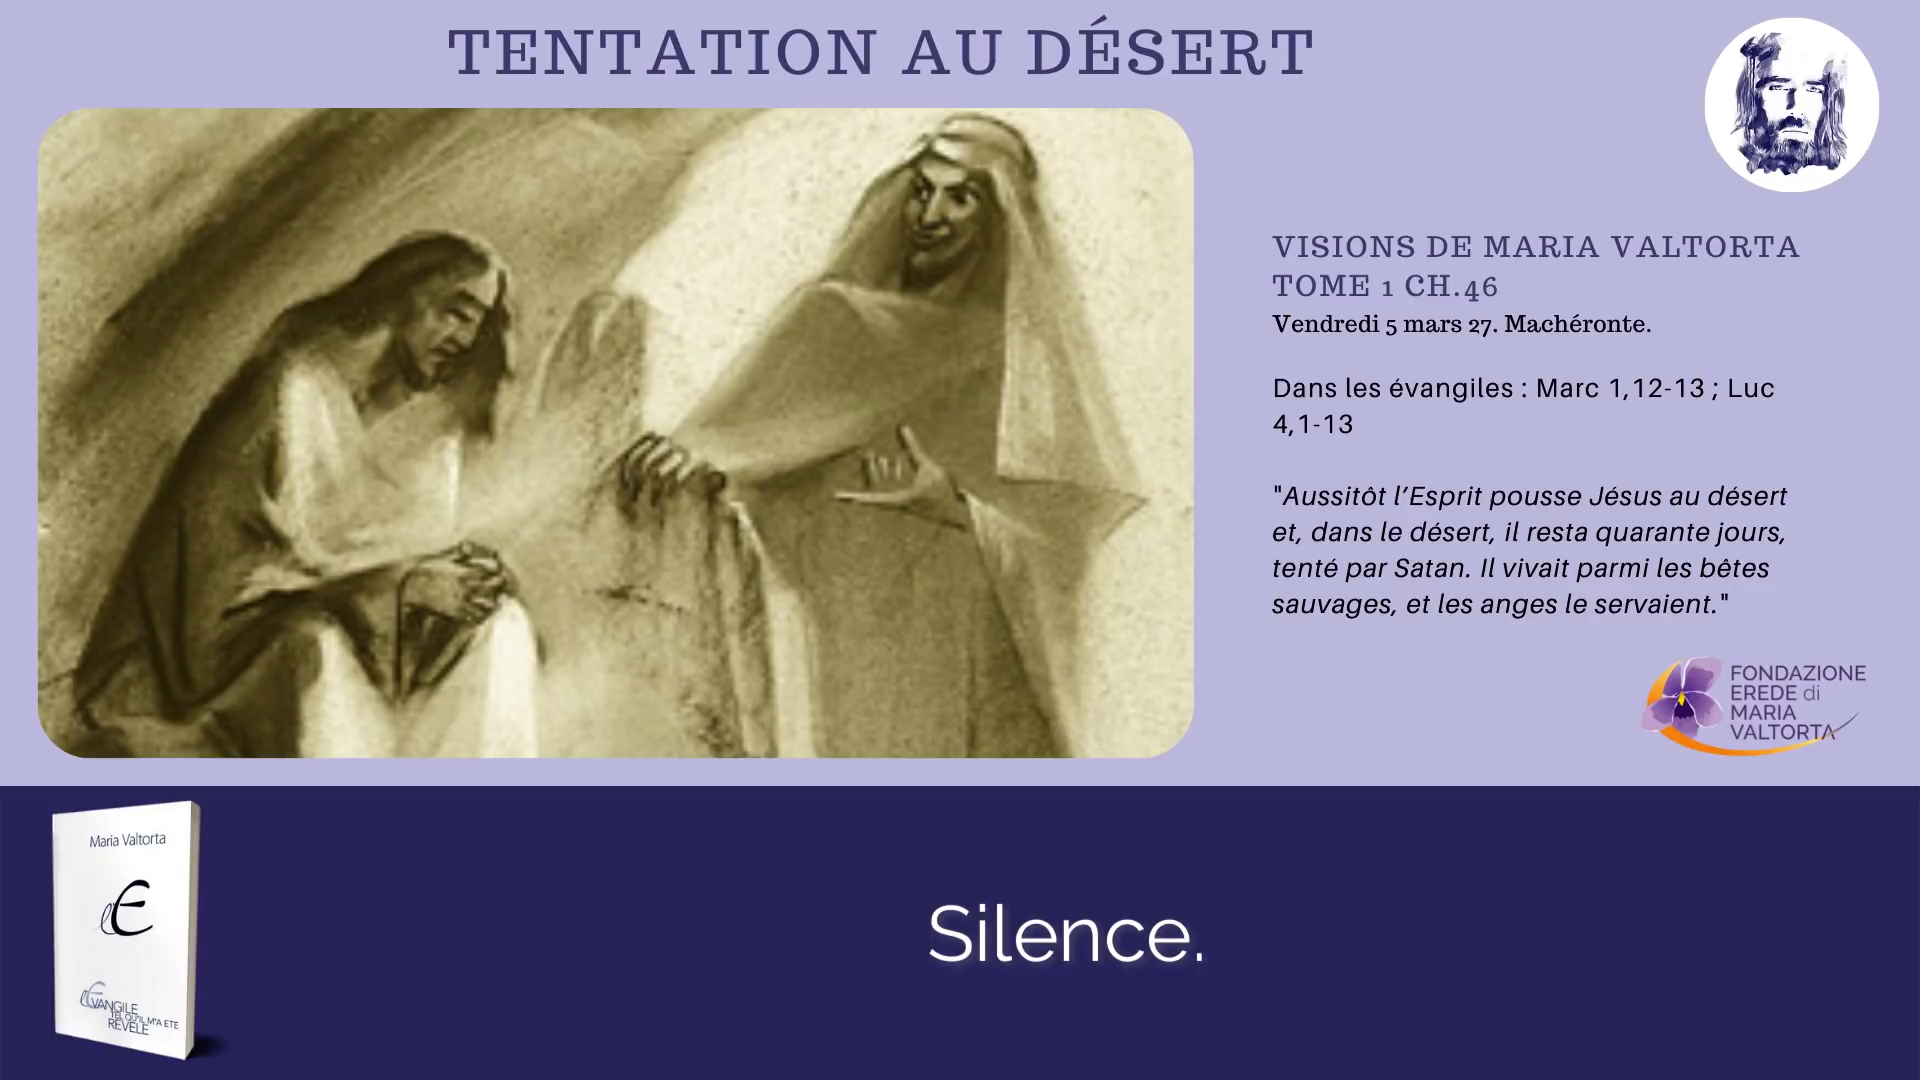 TENTATION AU DÉSERT
VISIONS DE MARIA VALTORTA
TOME 1 CH.46
Vendredi 5 mars 27. Machéronte.
Dans les évangiles : Marc 1,12-13 ; Luc
4,1-13
"Aussitôt l’Esprit pousse Jésus au désert
et, dans le désert, il resta quarante jours,
tenté par Satan. Il vivait parmi les bêtes
sauvages, et les anges le servaient."
FONDAZIONE
EREDE di
MARIA
VALTORTA
Maria Valtorta
l'E
l'ÉVANGILE
TEL QU'IL M'A ETE
RÉVÉLÉ
Silence.